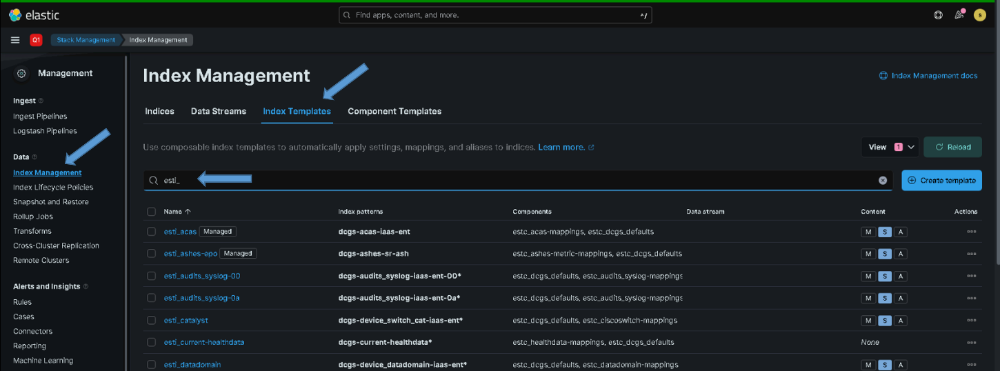 elastic
Find apps, content, and more.
^/
s
Q1
Stack Management
Index Management
Management
Ingest
Ingest Pipelines
Logstash Pipelines
Data
Index Management
Index Lifecycle Policies
Snapshot and Restore
Rollup Jobs
Transforms
Cross-Cluster Replication
Remote Clusters
Alerts and Insights
Rules
Cases
Connectors
Reporting
Machine Learning
Index Management
Index Management docs
Indices Data Streams Index Templates Component Templates
Use composable index templates to automatically apply settings, mappings, and aliases to indices. Learn more.
View 1
Reload
esti_
Create template
Name Index patterns Components Data stream Content Actions
esti_acas Managed dcgs-acas-iaas-ent estc_acas-mappings, estc_dcgs_defaults M S A
esti_ashes-epo Managed dcgs-ashes-sr-ash estc_ashes-metric-mappings, estc_dcgs_defaults M S A
esti_audits_syslog-00 dcgs-audits_syslog-iaas-ent-00* estc_dcgs_defaults, estc_audits_syslog-mappings M S A
esti_audits_syslog-0a dcgs-audits_syslog-iaas-ent-0a* estc_dcgs_defaults, estc_audits_syslog-mappings M S A
esti_catalyst dcgs-device_switch_cat-iaas-ent* estc_dcgs_defaults, estc_ciscoswitch-mappings M S A
esti_current-healthdata dcgs-current-healthdata* estc_healthdata-mappings, estc_dcgs_defaults None
esti_datadomain dcgs-device_datadomain-iaas-ent* estc_dcgs_defaults, estc_datadomain-mappings M S A